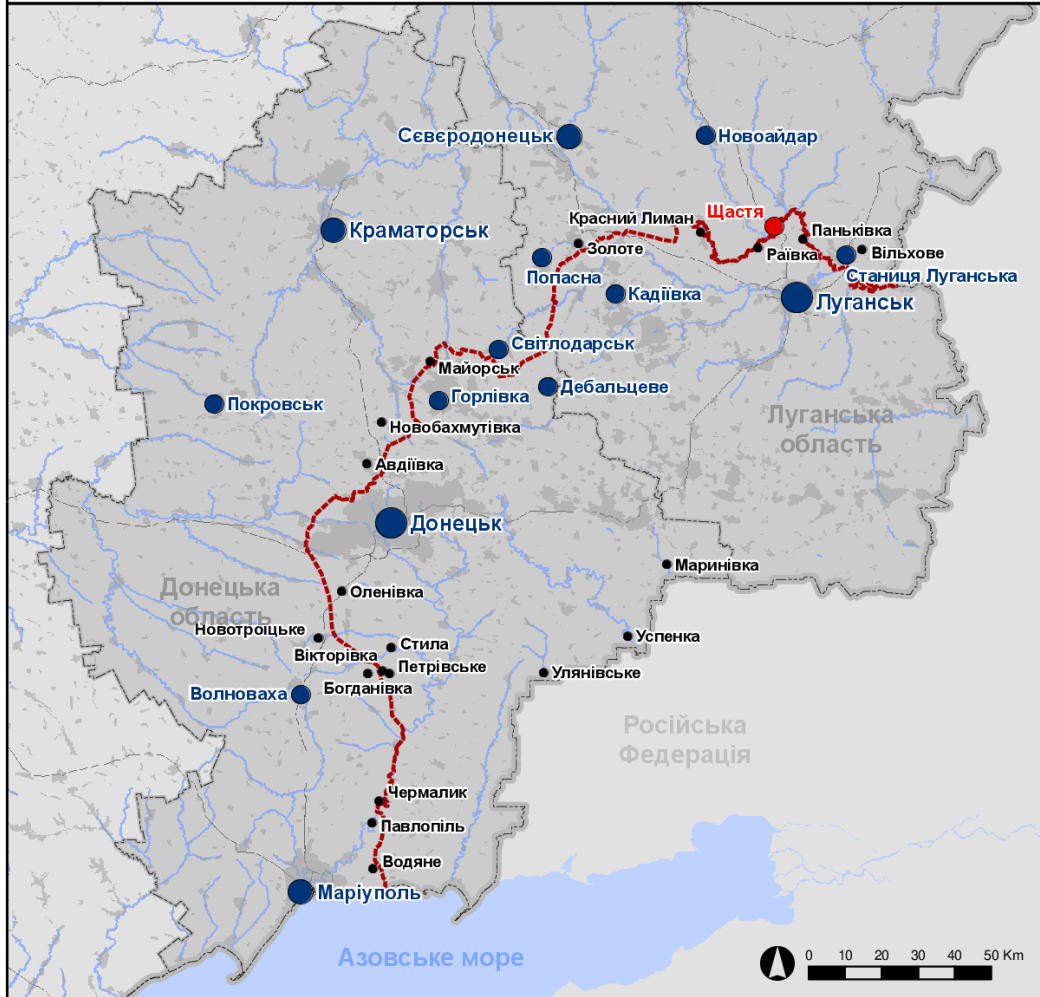 Сєвєродонецьк
Новоайдар
Щастя
Красний Лиман
Паньківка
Краматорськ
Золоте
Раївка
Вільхове
Попасна
Станиця Луганська
Кадіївка
Луганськ
Світлодарськ
Майорськ
Дебальцеве
Горлівка
Покровськ
Луганська
область
Новобахмутівка
Авдіївка
Донецьк
Маринівка
Донецька
область
Оленівка
Новотроїцьке
Успенка
Стила
Вікторівка
Петрівське
Улянівське
Богданівка
Волноваха
Російська
Федерація
Чермалик
Павлопіль
Водяне
Маріуполь
Азовське море
0 10 20 30 40 50 Km